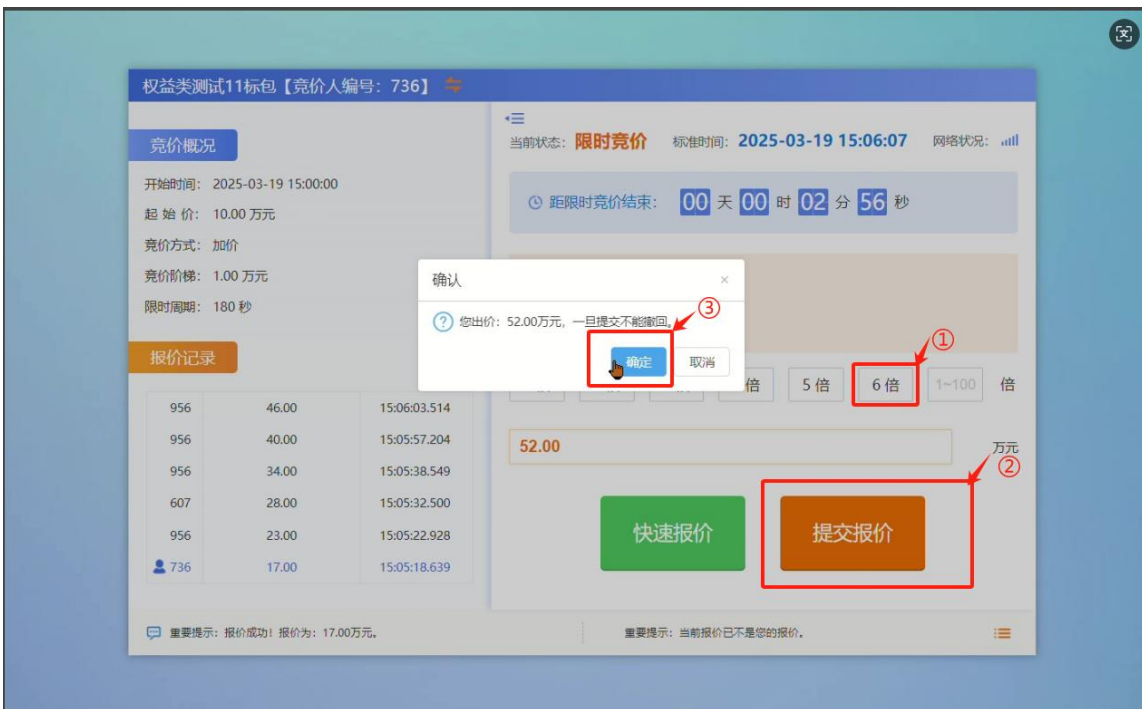 权益类测试11标包【竞价人编号：736】
竞价概况
开始时间： 2025-03-19 15:00:00
起 始 价： 10.00 万元
竞价方式： 加价
竞价阶梯： 1.00 万元
限时周期： 180 秒
报价记录
956 46.00 15:06:03.514
956 40.00 15:05:57.204
956 34.00 15:05:38.549
607 28.00 15:05:32.500
956 23.00 15:05:22.928
736 17.00 15:05:18.639
当前状态： 限时竞价 标准时间： 2025-03-19 15:06:07 网络状况：
距限时竞价结束： 00 天 00 时 02 分 56 秒
确认 ×
您出价：52.00万元，一旦提交不能撤回。
③
确定 取消
①
倍 5 倍 6 倍 1~100 倍
52.00 万元
②
快速报价 提交报价
重要提示：报价成功！报价为：17.00万元。
重要提示：当前报价已不是您的报价。